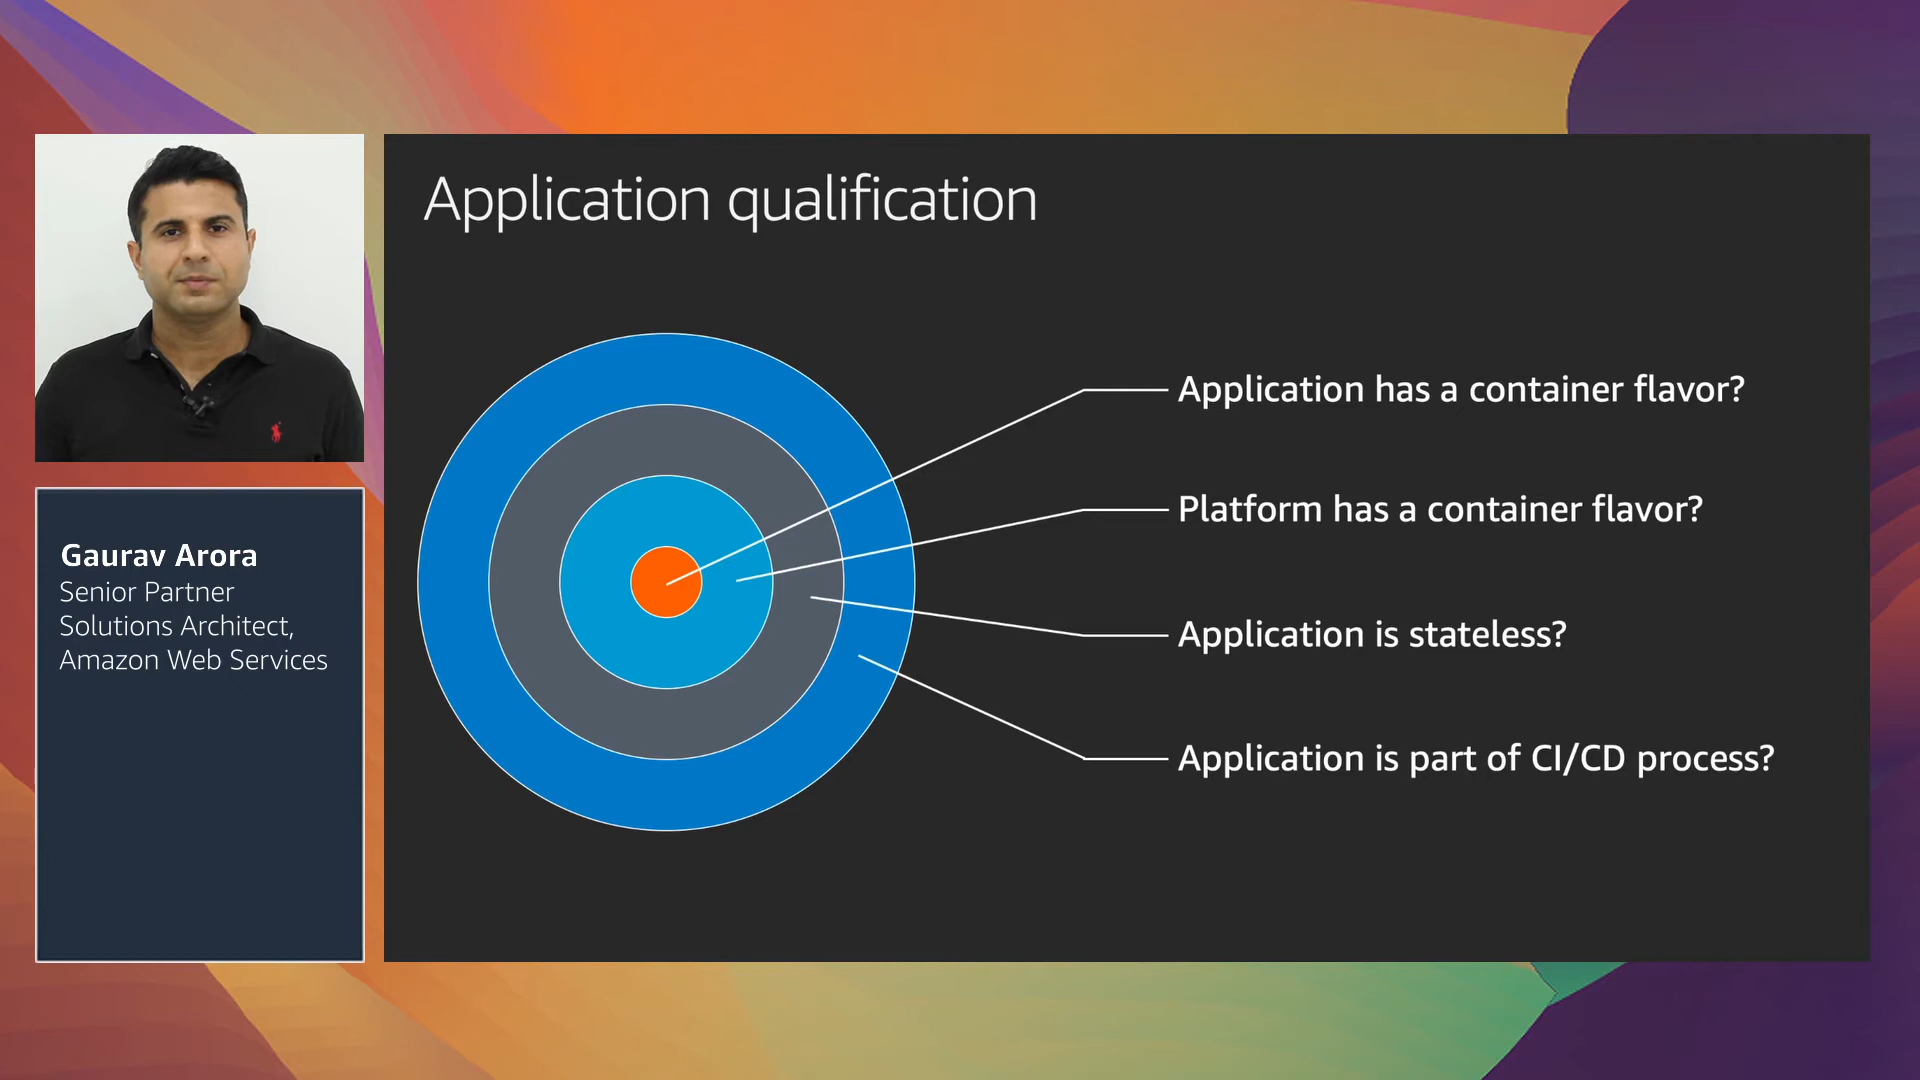 Application qualification
Application has a container flavor?
Platform has a container flavor?
Application is stateless?
Application is part of CI/CD process?
Gaurav Arora
Senior Partner
Solutions Architect,
Amazon Web Services